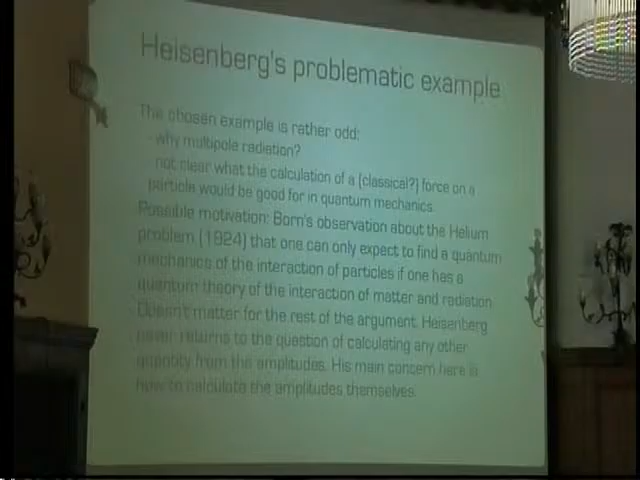 Heisenberg's problematic example
The chosen example is rather odd:
- why multipole radiation?
- not clear what the calculation of a (classical?) force on a
particle would be good for in quantum mechanics.
Possible motivation: Born's observation about the Helium
problem (1924) that one can only expect to find a quantum
mechanics of the interaction of particles if one has a
quantum theory of the interaction of matter and radiation.
Doesn't matter for the rest of the argument. Heisenberg
never returns to the question of calculating any other
quantity from the amplitudes. His main concern here is
how to calculate the amplitudes themselves.